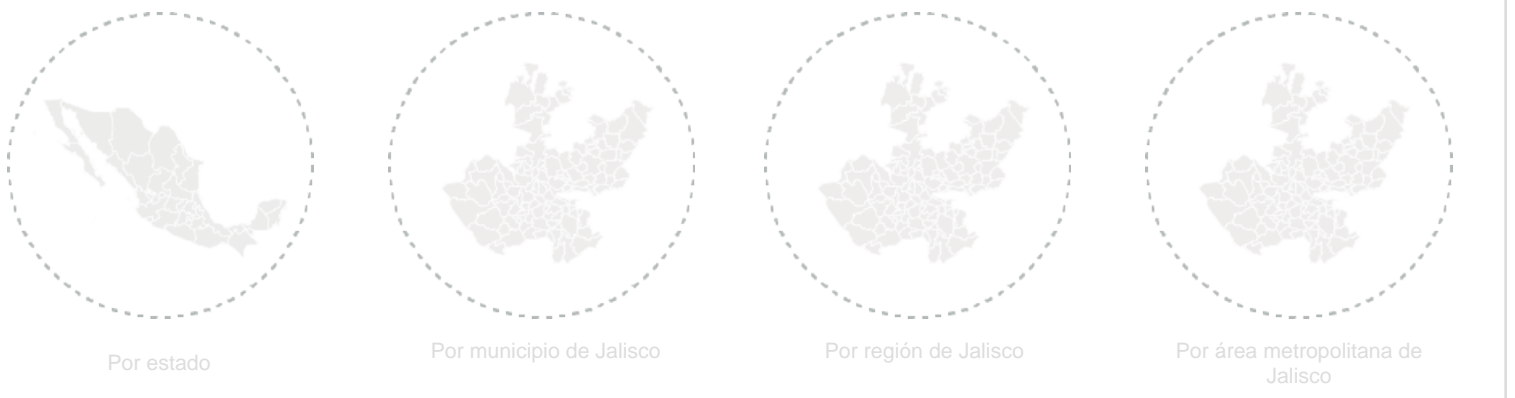 Por estado
Por municipio de Jalisco
Por región de Jalisco
Por área metropolitana de
Jalisco